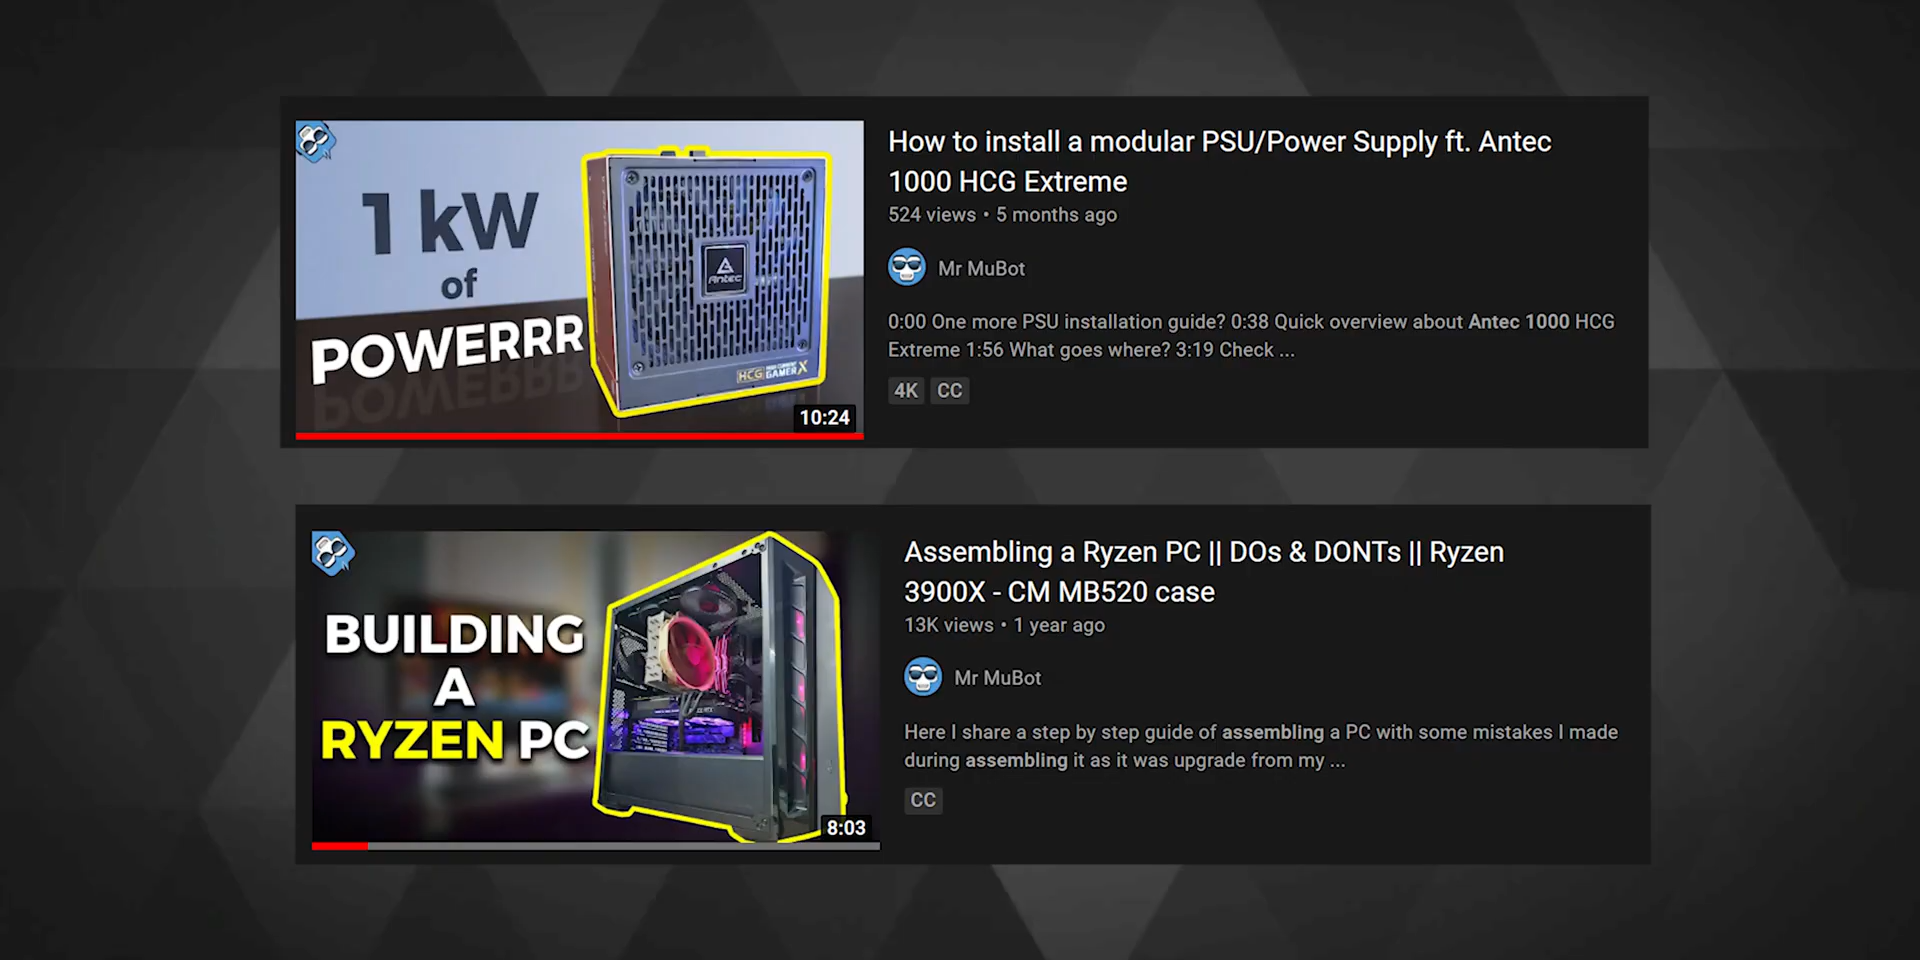 1 kW
of
POWERRR
Antec
HCG HIGH CURRENT GAMER X
10:24
How to install a modular PSU/Power Supply ft. Antec
1000 HCG Extreme
524 views • 5 months ago
Mr MuBot
0:00 One more PSU installation guide? 0:38 Quick overview about Antec 1000 HCG
Extreme 1:56 What goes where? 3:19 Check ...
4K CC
BUILDING
A
RYZEN PC
8:03
Assembling a Ryzen PC || DOs & DONTs || Ryzen
3900X - CM MB520 case
13K views • 1 year ago
Mr MuBot
Here I share a step by step guide of assembling a PC with some mistakes I made
during assembling it as it was upgrade from my ...
CC